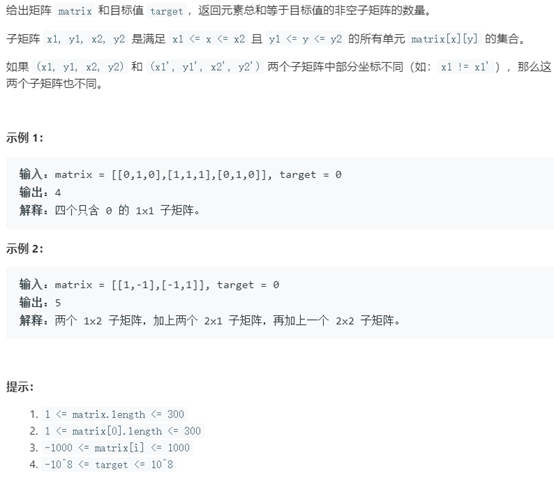 给出矩阵 matrix 和目标值 target，返回元素总和等于目标值的非空子矩阵的数量。
子矩阵 x1, y1, x2, y2 是满足 x1 <= x <= x2 且 y1 <= y <= y2 的所有单元 matrix[x][y] 的集合。
如果 (x1, y1, x2, y2) 和 (x1', y1', x2', y2') 两个子矩阵中部分坐标不同（如：x1 != x1'），那么这
两个子矩阵也不同。
示例 1：
输入：matrix = [[0,1,0],[1,1,1],[0,1,0]], target = 0
输出：4
解释：四个只含 0 的 1x1 子矩阵。
示例 2：
输入：matrix = [[1,-1],[-1,1]], target = 0
输出：5
解释：两个 1x2 子矩阵，加上两个 2x1 子矩阵，再加上一个 2x2 子矩阵。
提示：
1. 1 <= matrix.length <= 300
2. 1 <= matrix[0].length <= 300
3. -1000 <= matrix[i] <= 1000
4. -10^8 <= target <= 10^8